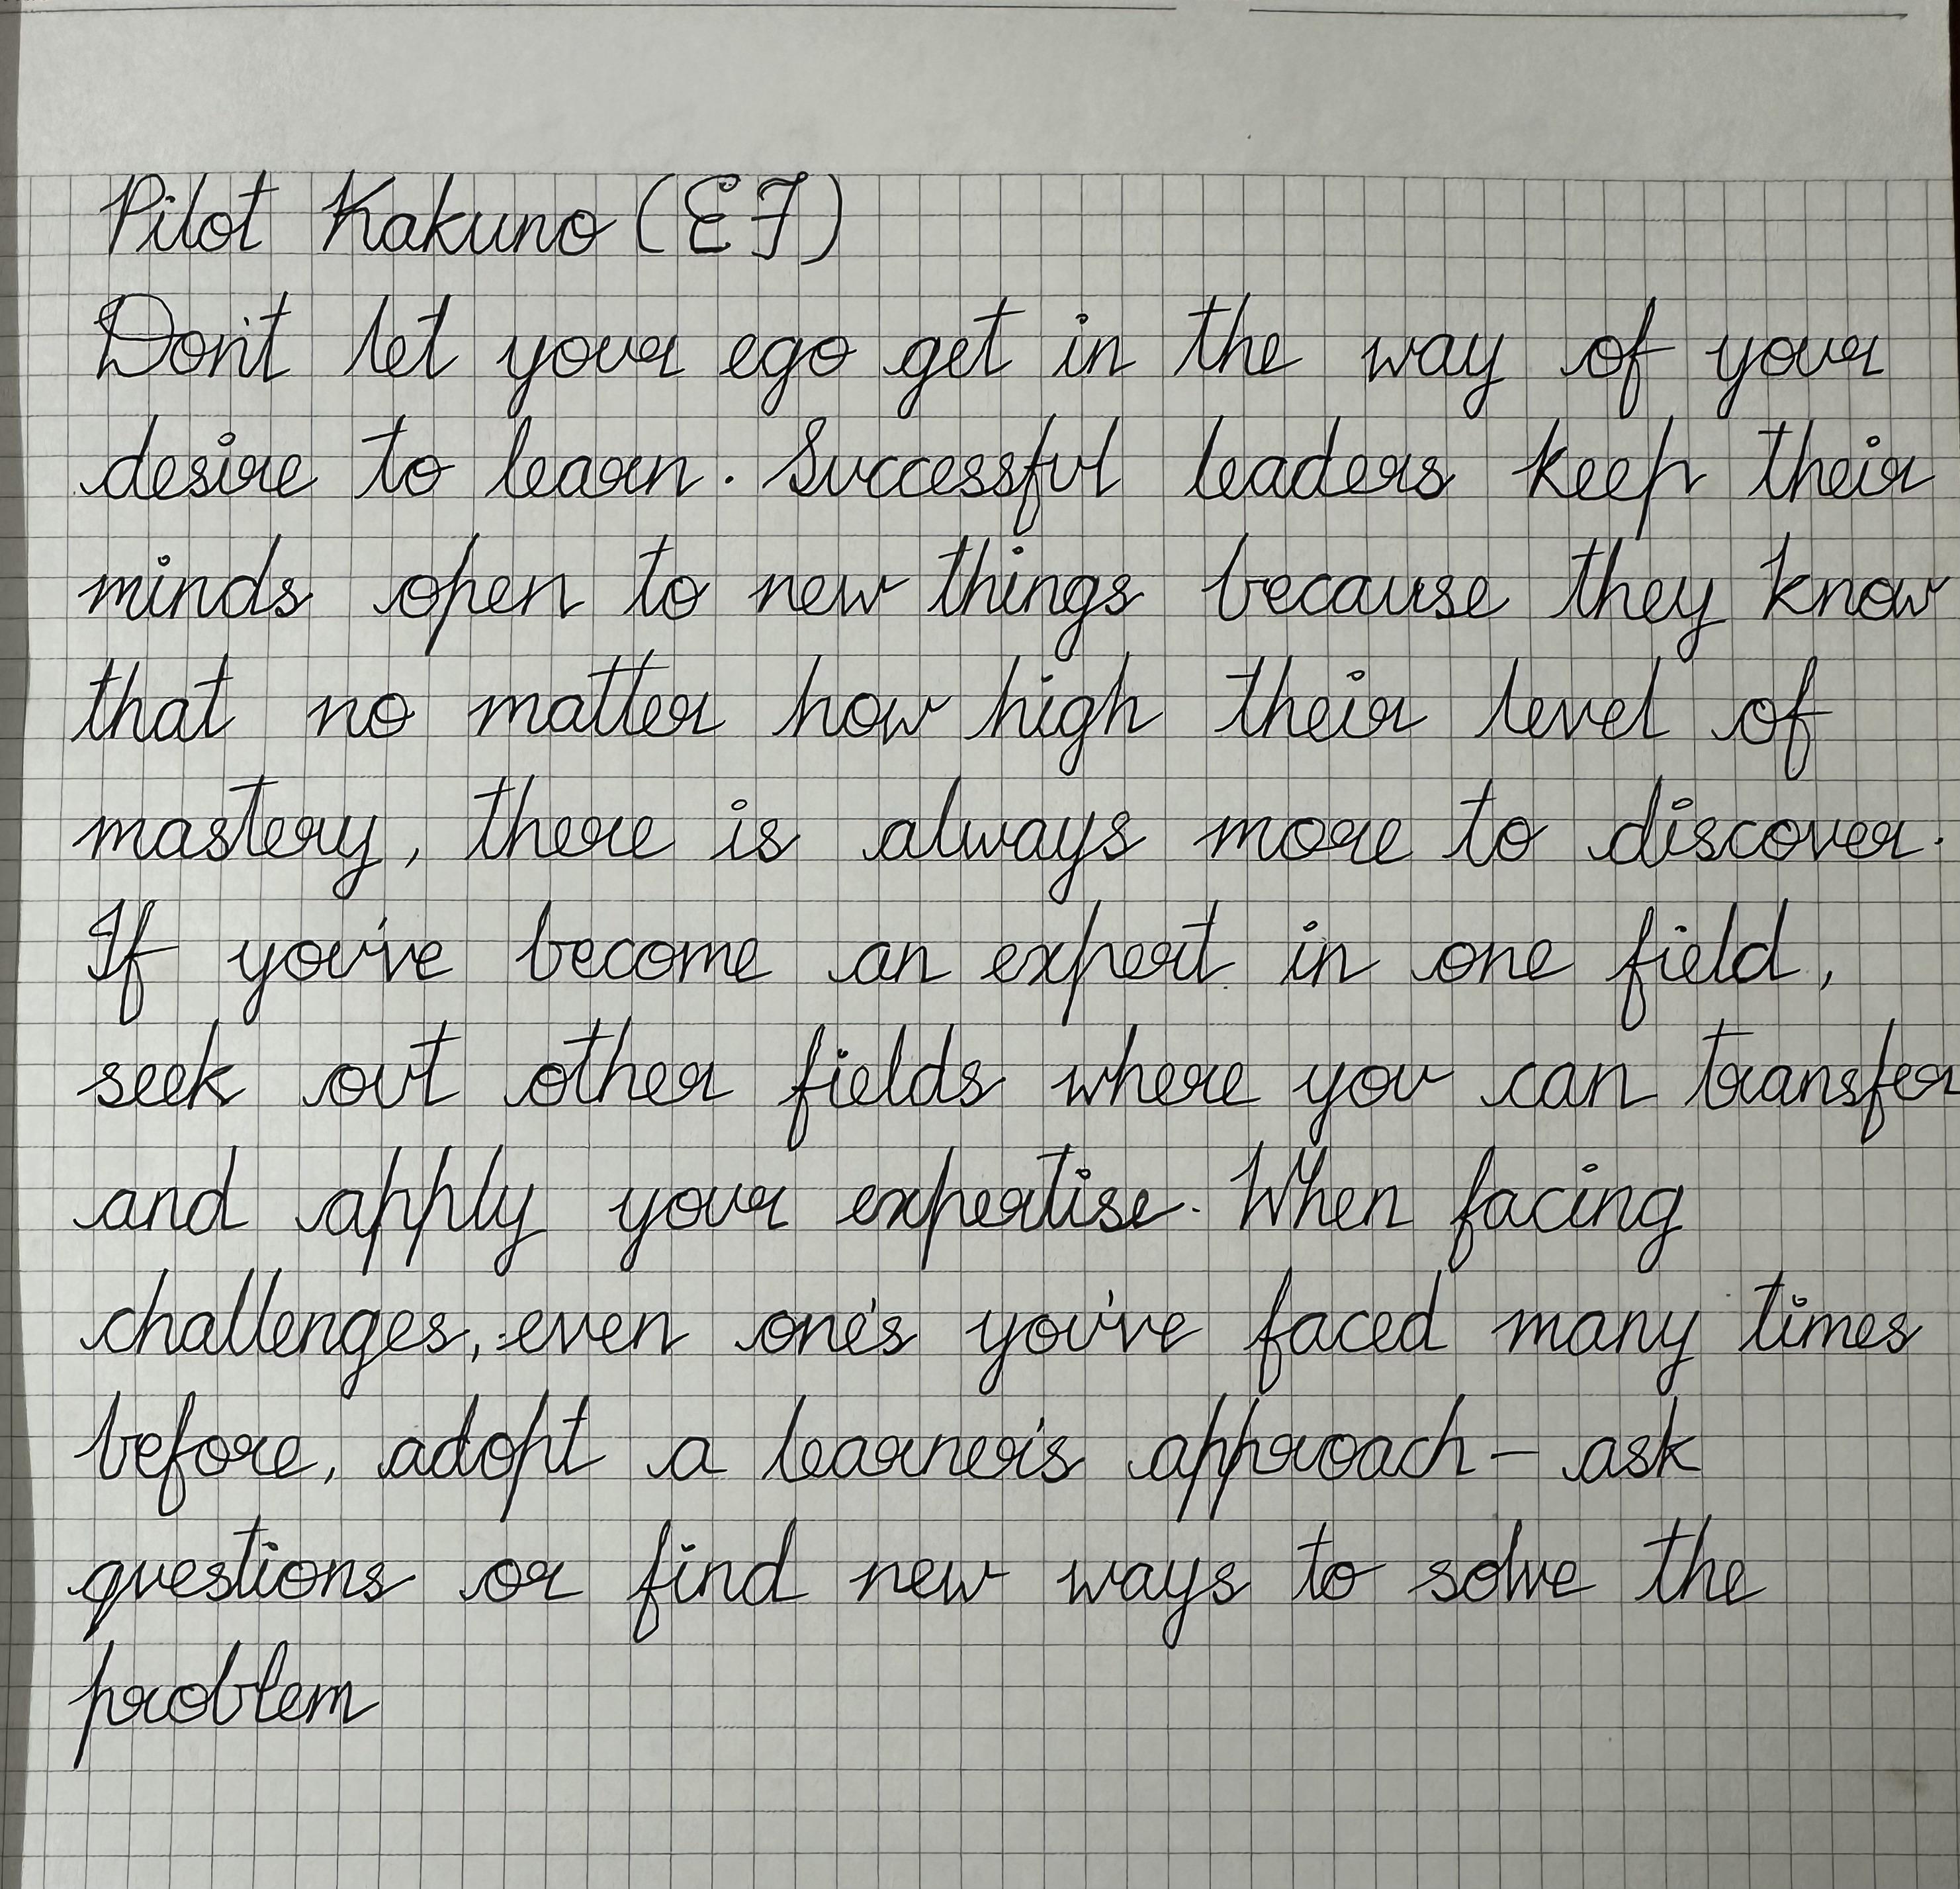 Pilot Kakuno (EF)
Don't let your ego get in the way of your
desire to learn. Successful leaders keep their
minds open to new things because they know
that no matter how high their level of
mastery, there is always more to discover.
If you've become an expert in one field,
seek out other fields where you can transfer
and apply your expertise. When facing
challenges, even one's you've faced many times
before, adopt a learner's approach – ask
questions or find new ways to solve the
problem